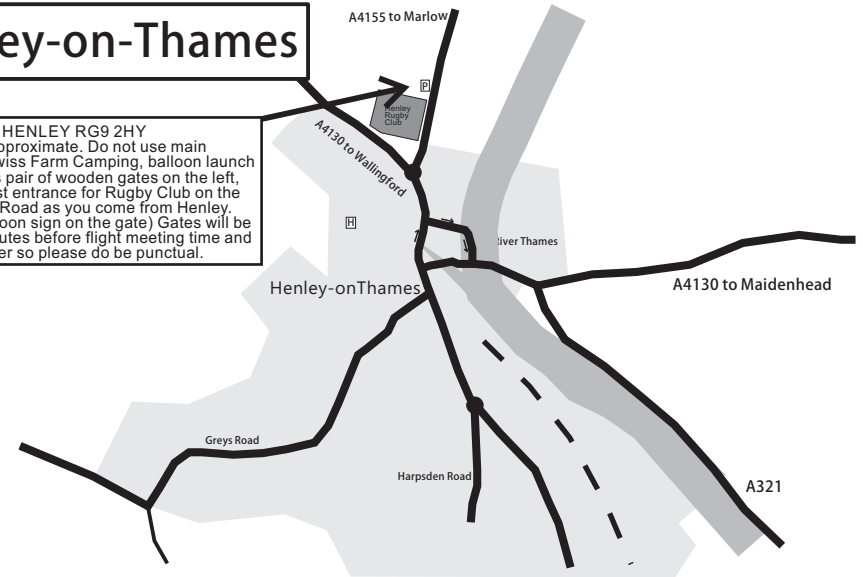 A4155 to Marlow
ey-on-Thames
P
Henley
Rugby
Club
HENLEY RG9 2HY
proximate. Do not use main
wiss Farm Camping, balloon launch
s pair of wooden gates on the left,
st entrance for Rugby Club on the
Road as you come from Henley.
oon sign on the gate) Gates will be
utes before flight meeting time and
er so please do be punctual.
A4130 to Wallingford
H
River Thames
Henley-onThames
A4130 to Maidenhead
Greys Road
Harpsden Road
A321